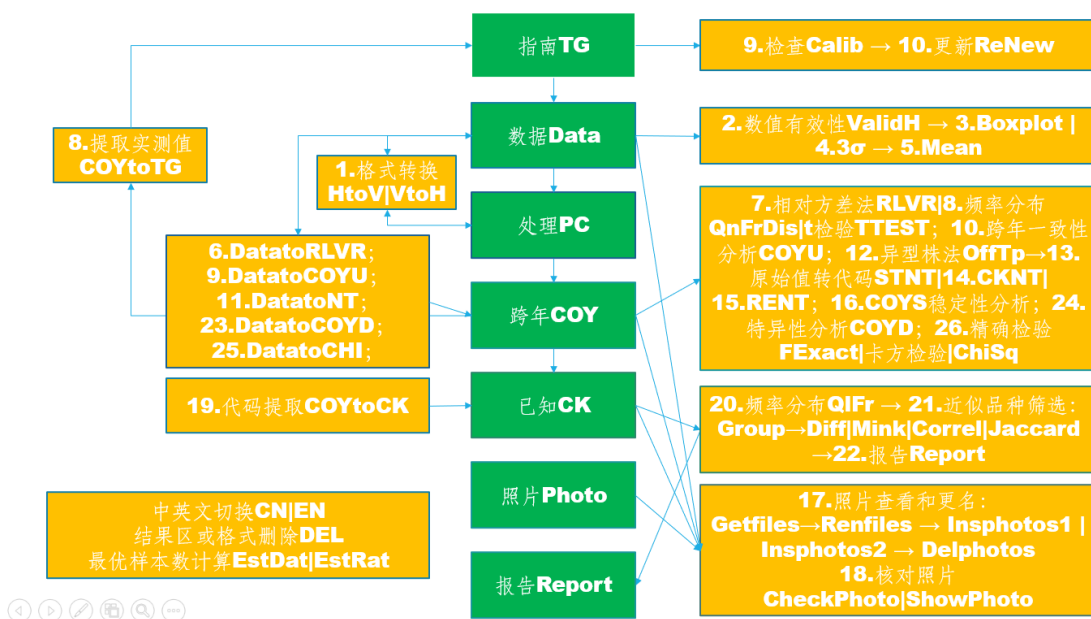 指南TG
9.检查Calib → 10.更新ReNew
8.提取实测值
COYtoTG
数据Data
2.数值有效性ValidH → 3.Boxplot |
4.3σ → 5.Mean
1.格式转换
HtoV|VtoH
处理PC
7.相对方差法RLVR|8.频率分布
QnFrDis|t检验TTEST；10.跨年一致性
分析COYU；12.异型株法OffTp→13.
原始值转代码STNT|14.CKNT|
15.RENT；16.COYS稳定性分析；24.
特异性分析COYD；26.精确检验
FExact|卡方检验|ChiSq
6.DatatoRLVR；
9.DatatoCOYU；
11.DatatoNT；
23.DatatoCOYD；
25.DatatoCHI；
跨年COY
19.代码提取COYtoCK
已知CK
20.频率分布QlFr → 21.近似品种筛选：
Group→Diff|Mink|Correl|Jaccard
→22.报告Report
照片Photo
17.照片查看和更名：
Getfiles→Renfiles → Insphotos1 |
Insphotos2 → Delphotos
18.核对照片
CheckPhoto|ShowPhoto
中英文切换CN|EN
结果区或格式删除DEL
最优样本数计算EstDat|EstRat
报告Report